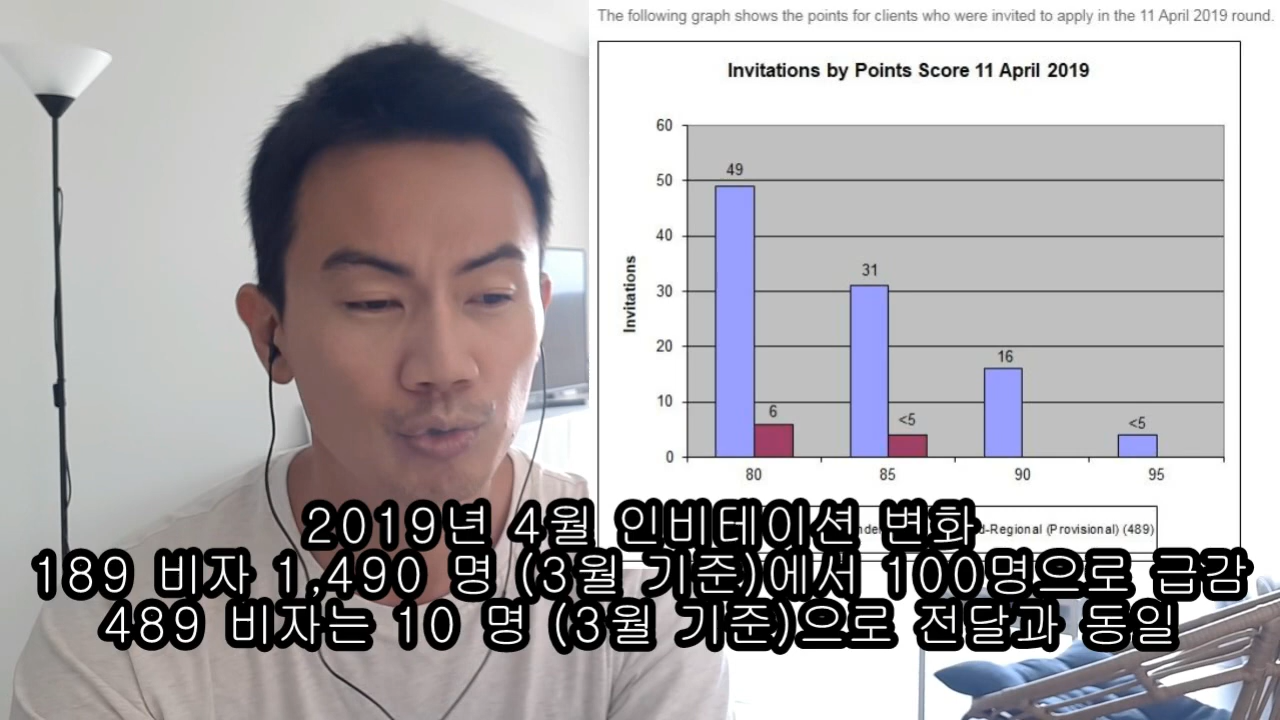 The following graph shows the points for clients who were invited to apply in the 11 April 2019 round.
Invitations by Points Score 11 April 2019
Invitations
60
50
40
30
20
10
0
49
6
31
<5
16
<5
80
85
90
95
d-Regional (Provisional) (489)
2019년 4월 인비테이션 변화
189 비자 1,490 명 (3월 기준)에서 100명으로 급감
489 비자는 10 명 (3월 기준)으로 전달과 동일